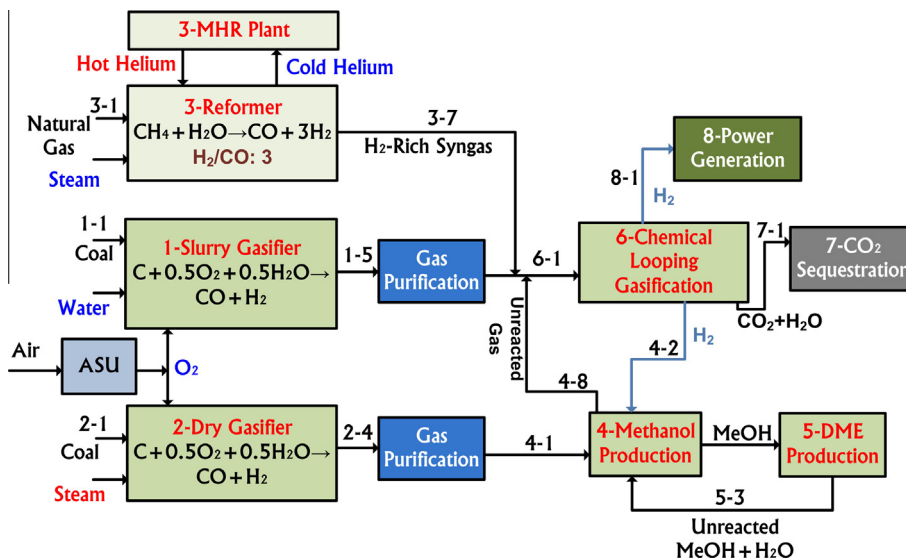 3-MHR Plant
Hot Helium
Cold Helium
3-1
3-Reformer
CH₄+H₂O→CO+3H₂
H₂/CO: 3
Natural
Gas
Steam
3-7
H₂-Rich Syngas
8-Power
Generation
8-1
H₂
1-1
Coal
1-Slurry Gasifier
C+0.5O₂+0.5H₂O→
CO+H₂
Water
1-5
Gas
Purification
6-1
6-Chemical
Looping
Gasification
7-1
7-CO₂
Sequestration
CO₂+H₂O
Unreacted
Gas
4-2
H₂
Air
ASU
O₂
4-8
2-1
Coal
2-Dry Gasifier
C+0.5O₂+0.5H₂O→
CO+H₂
Steam
2-4
Gas
Purification
4-1
4-Methanol
Production
MeOH
5-DME
Production
5-3
Unreacted
MeOH+H₂O